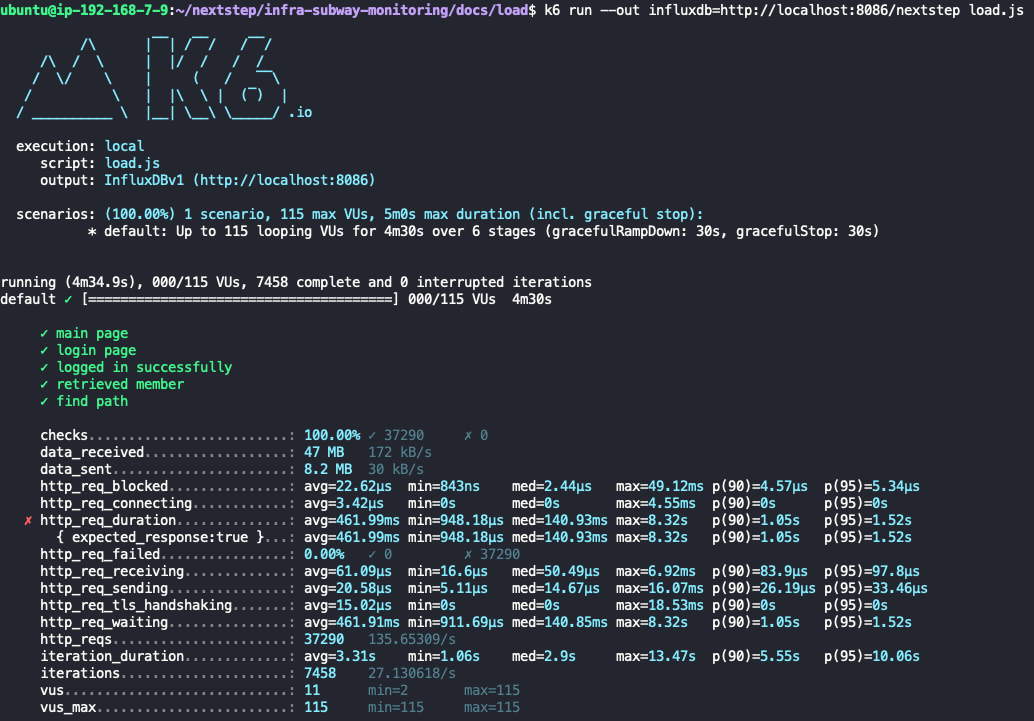 ubuntu@ip-192-168-7-9:~/nextstep/infra-subway-monitoring/docs/load$ k6 run --out influxdb=http://localhost:8086/nextstep load.js
          /\      |‾‾| /‾‾/   /‾‾/
     /\  /  \     |  |/  /   /  /
    /  \/    \    |     (   /   ‾‾\
   /          \   |  |\  \ |  (‾)  |
  / __________ \  |__| \__\ \_____/ .io
  execution: local
     script: load.js
     output: InfluxDBv1 (http://localhost:8086)
  scenarios: (100.00%) 1 scenario, 115 max VUs, 5m0s max duration (incl. graceful stop):
           * default: Up to 115 looping VUs for 4m30s over 6 stages (gracefulRampDown: 30s, gracefulStop: 30s)
running (4m34.9s), 000/115 VUs, 7458 complete and 0 interrupted iterations
default ✓ [======================================] 000/115 VUs  4m30s
     ✓ main page
     ✓ login page
     ✓ logged in successfully
     ✓ retrieved member
     ✓ find path
     checks.........................: 100.00% ✓ 37290     ✗ 0
     data_received..................: 47 MB   172 kB/s
     data_sent......................: 8.2 MB  30 kB/s
     http_req_blocked...............: avg=22.62µs  min=843ns    med=2.44µs   max=49.12ms p(90)=4.57µs  p(95)=5.34µs
     http_req_connecting............: avg=3.42µs   min=0s       med=0s       max=4.55ms  p(90)=0s      p(95)=0s
   ✗ http_req_duration..............: avg=461.99ms min=948.18µs med=140.93ms max=8.32s   p(90)=1.05s   p(95)=1.52s
       { expected_response:true }...: avg=461.99ms min=948.18µs med=140.93ms max=8.32s   p(90)=1.05s   p(95)=1.52s
     http_req_failed................: 0.00%   ✓ 0         ✗ 37290
     http_req_receiving.............: avg=61.09µs  min=16.6µs   med=50.49µs  max=6.92ms  p(90)=83.9µs  p(95)=97.8µs
     http_req_sending...............: avg=20.58µs  min=5.11µs   med=14.67µs  max=16.07ms p(90)=26.19µs p(95)=33.46µs
     http_req_tls_handshaking.......: avg=15.02µs  min=0s       med=0s       max=18.53ms p(90)=0s      p(95)=0s
     http_req_waiting...............: avg=461.91ms min=911.69µs med=140.85ms max=8.32s   p(90)=1.05s   p(95)=1.52s
     http_reqs......................: 37290   135.65309/s
     iteration_duration.............: avg=3.31s    min=1.06s    med=2.9s     max=13.47s  p(90)=5.55s   p(95)=10.06s
     iterations.....................: 7458    27.130618/s
     vus............................: 11      min=2       max=115
     vus_max........................: 115     min=115     max=115